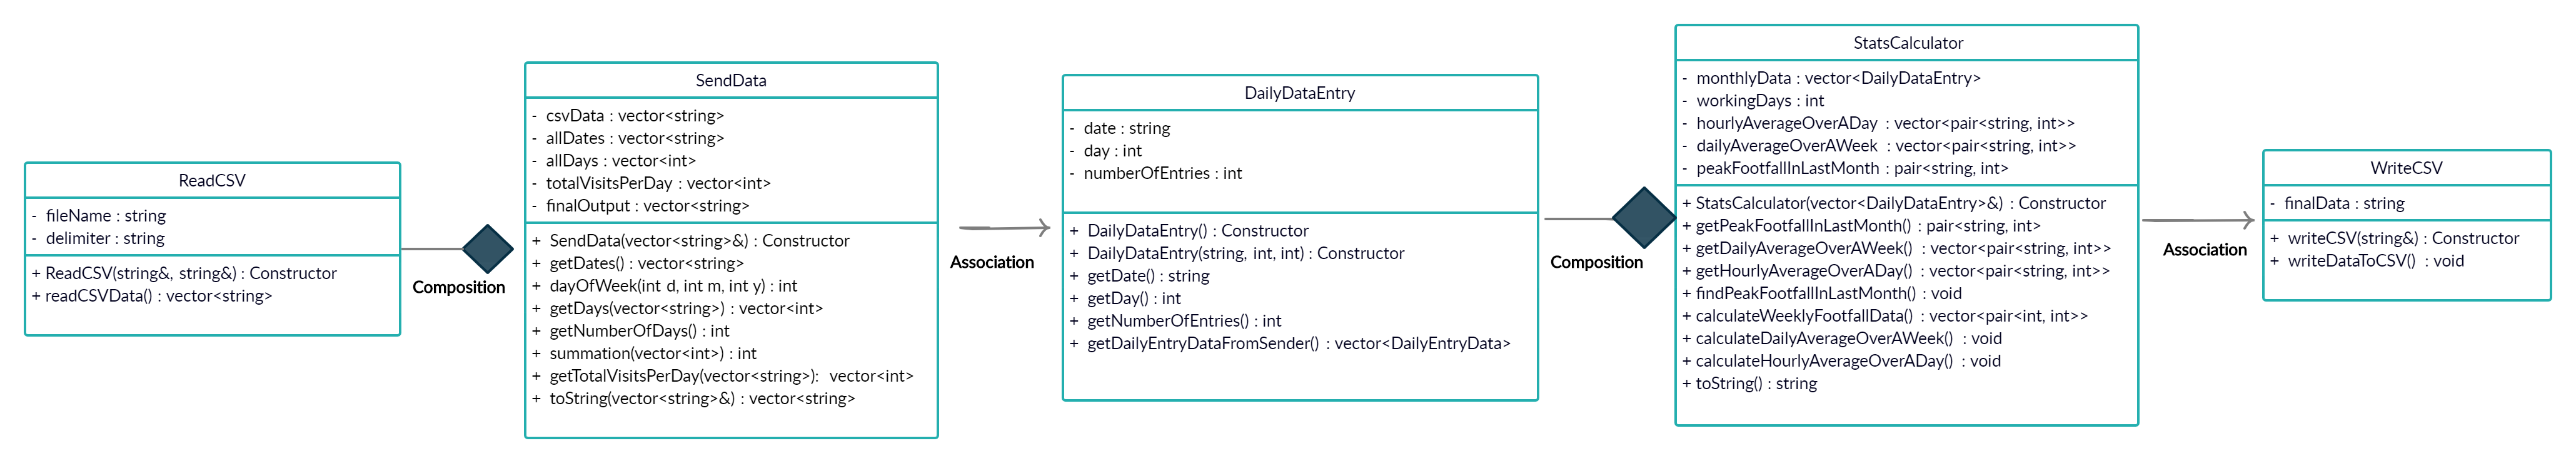 ReadCSV
- fileName : string
- delimiter : string
+ ReadCSV(string&, string&) : Constructor
+ readCSVData() : vector<string>
Composition
SendData
- csvData : vector<string>
- allDates : vector<string>
- allDays : vector<int>
- totalVisitsPerDay : vector<int>
- finalOutput : vector<string>
+ SendData(vector<string>&) : Constructor
+ getDates() : vector<string>
+ dayOfWeek(int d, int m, int y) : int
+ getDays(vector<string>) : vector<int>
+ getNumberOfDays() : int
+ summation(vector<int>) : int
+ getTotalVisitsPerDay(vector<string>): vector<int>
+ toString(vector<string>&) : vector<string>
Association
DailyDataEntry
- date : string
- day : int
- numberOfEntries : int
+ DailyDataEntry() : Constructor
+ DailyDataEntry(string, int, int) : Constructor
+ getDate() : string
+ getDay() : int
+ getNumberOfEntries() : int
+ getDailyEntryDataFromSender() : vector<DailyEntryData>
Composition
StatsCalculator
- monthlyData : vector<DailyDataEntry>
- workingDays : int
- hourlyAverageOverADay : vector<pair<string, int>>
- dailyAverageOverAWeek : vector<pair<string, int>>
- peakFootfallInLastMonth : pair<string, int>
+ StatsCalculator(vector<DailyDataEntry>&) : Constructor
+ getPeakFootfallInLastMonth() : pair<string, int>
+ getDailyAverageOverAWeek() : vector<pair<string, int>>
+ getHourlyAverageOverADay() : vector<pair<string, int>>
+ findPeakFootfallInLastMonth() : void
+ calculateWeeklyFootfallData() : vector<pair<int, int>>
+ calculateDailyAverageOverAWeek() : void
+ calculateHourlyAverageOverADay() : void
+ toString() : string
Association
WriteCSV
- finalData : string
+ writeCSV(string&) : Constructor
+ writeDataToCSV() : void